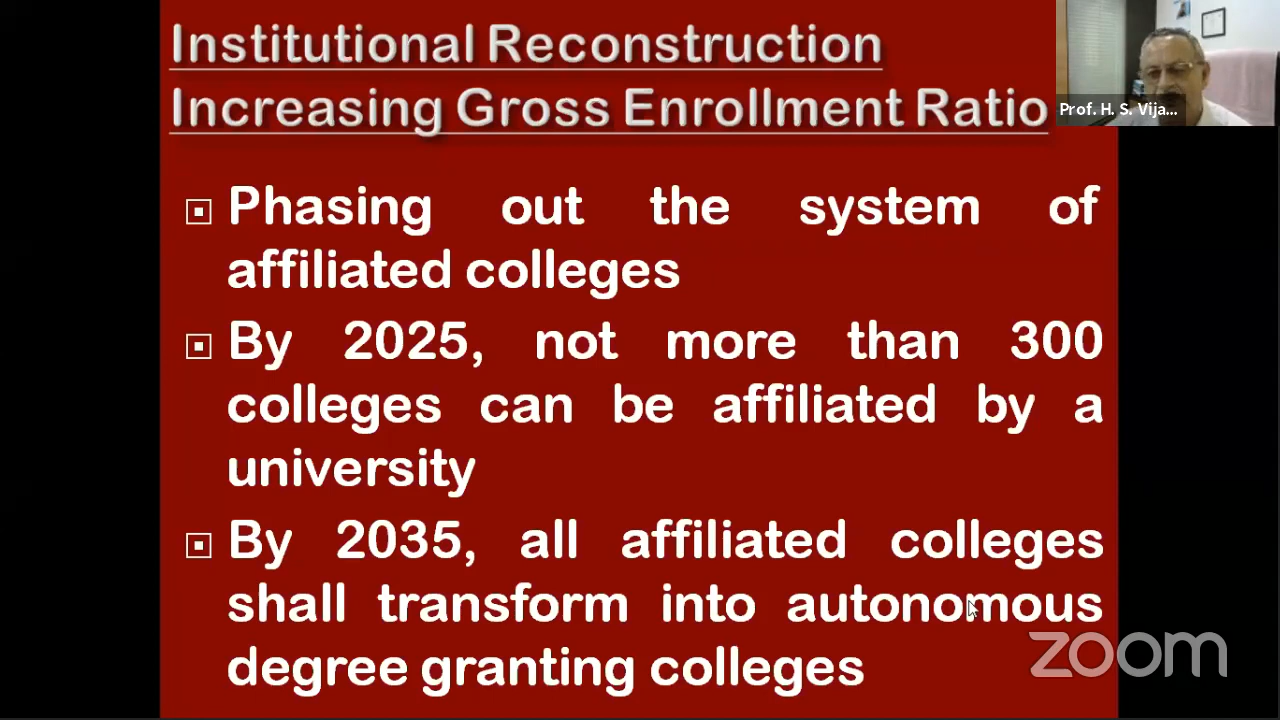 Institutional Reconstruction
Increasing Gross Enrollment Ratio
Prof. H. S. Vija...
Phasing out the system of
affiliated colleges
By 2025, not more than 300
colleges can be affiliated by a
university
By 2035, all affiliated colleges
shall transform into autonomous
degree granting colleges
zoom